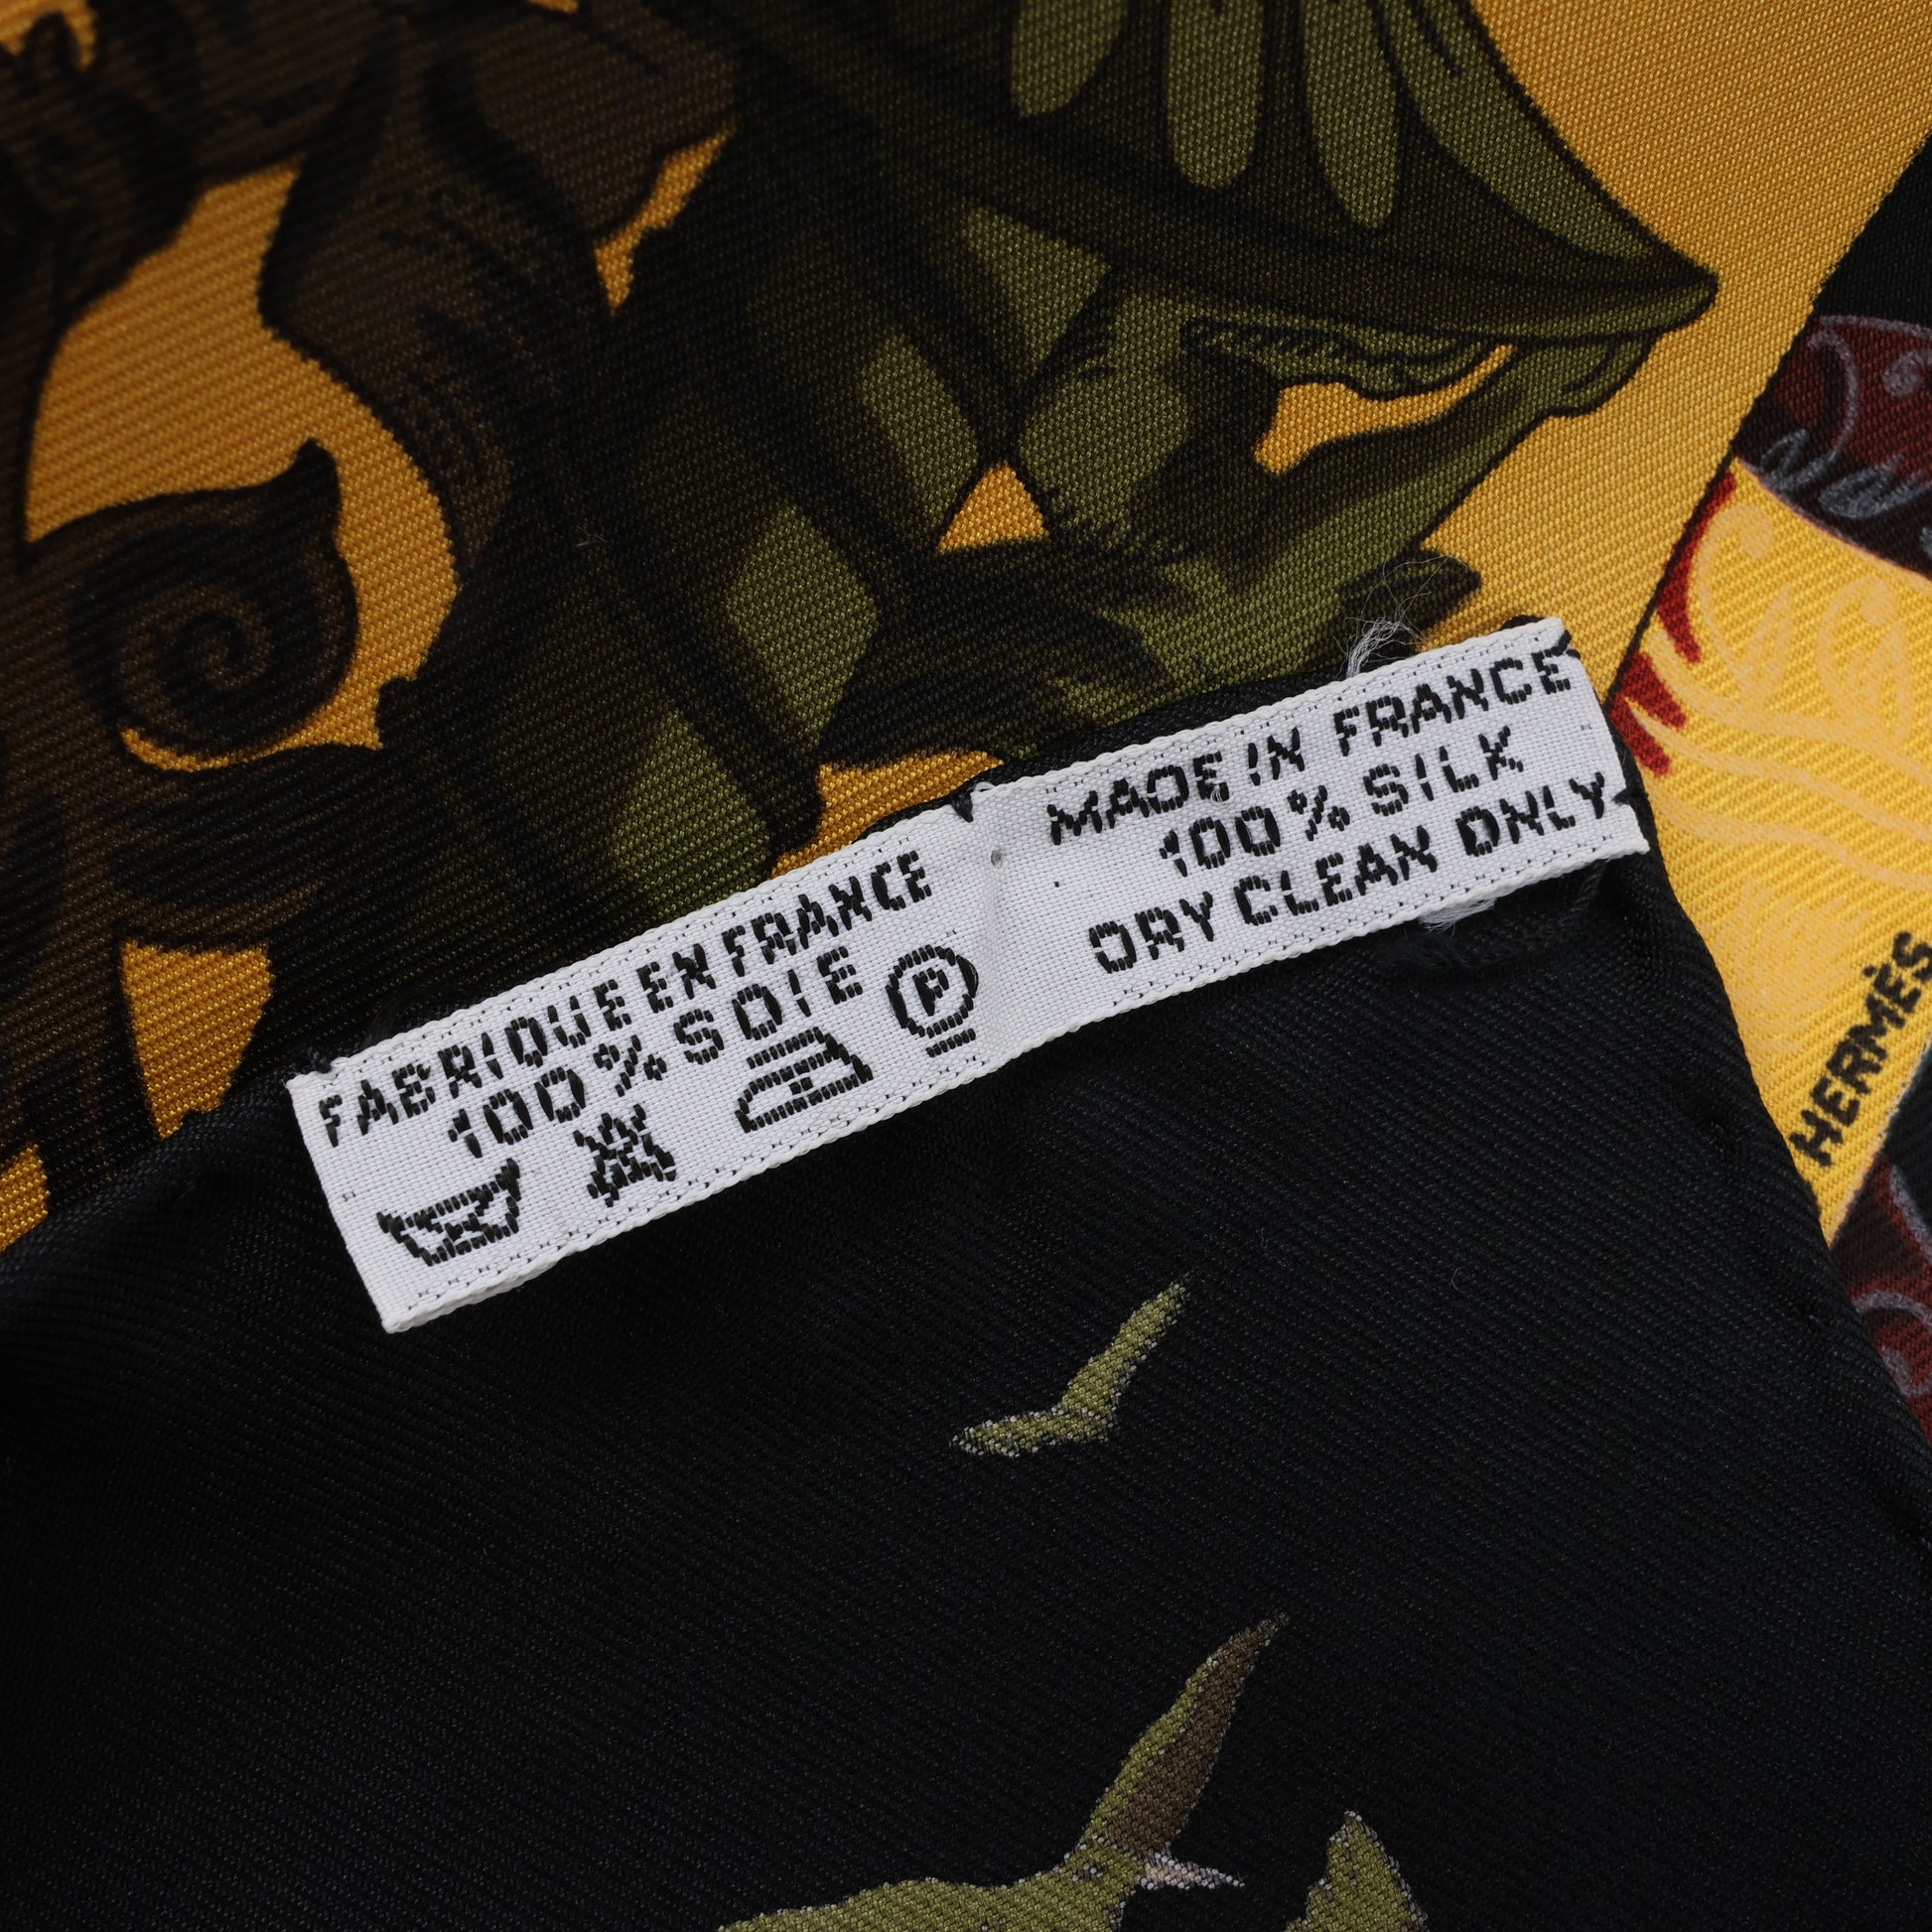 FABRIQUE EN FRANCE
100% SOIE
P
MADE IN FRANCE
100% SILK
DRY CLEAN ONLY
HERMÈS